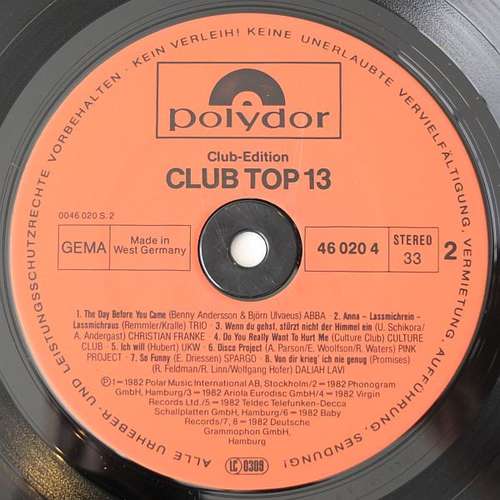 ALLE URHEBER- UND LEISTUNGSSCHUTZRECHTE VORBEHALTEN · KEIN VERLEIH! KEINE UNERLAUBTE VERVIELFÄLTIGUNG, VERMIETUNG, AUFFÜHRUNG, SENDUNG!
polydor
Club-Edition
CLUB TOP 13
0046 020 S. 2
GEMA
Made in
West Germany
46 020 4
STEREO
33
2
1. The Day Before You Came (Benny Andersson & Björn Ulvaeus) ABBA 2. Anna – Lassmichrein-
Lassmichraus (Remmler/Kralle) TRIO · 3. Wenn du gehst, stürzt nicht der Himmel ein (U. Schikora/
A. Andergast) CHRISTIAN FRANKE · 4. Do You Really Want To Hurt Me (Culture Club) CULTURE
CLUB · 5. Ich will (Hubert) UKW · 6. Disco Project (A. Parson/E. Woolfson/R. Waters) PINK
PROJECT · 7. So Funny (E. Driessen) SPARGO · 8. Von dir krieg' ich nie genug (Promises)
(R. Feldman/R. Linn/Wolfgang Hofer) DALIAH LAVI
Ⓟ 1 = 1982 Polar Music International AB, Stockholm/2 = 1982 Phonogram
GmbH, Hamburg/3 = 1982 Ariola Eurodisc GmbH/4 = 1982 Virgin
Records Ltd./5 = 1982 Teldec Telefunken-Decca
Schallplatten GmbH, Hamburg/6 = 1982 Baby
Records/7, 8 = 1982 Deutsche
Grammophon GmbH,
Hamburg
LC 0309